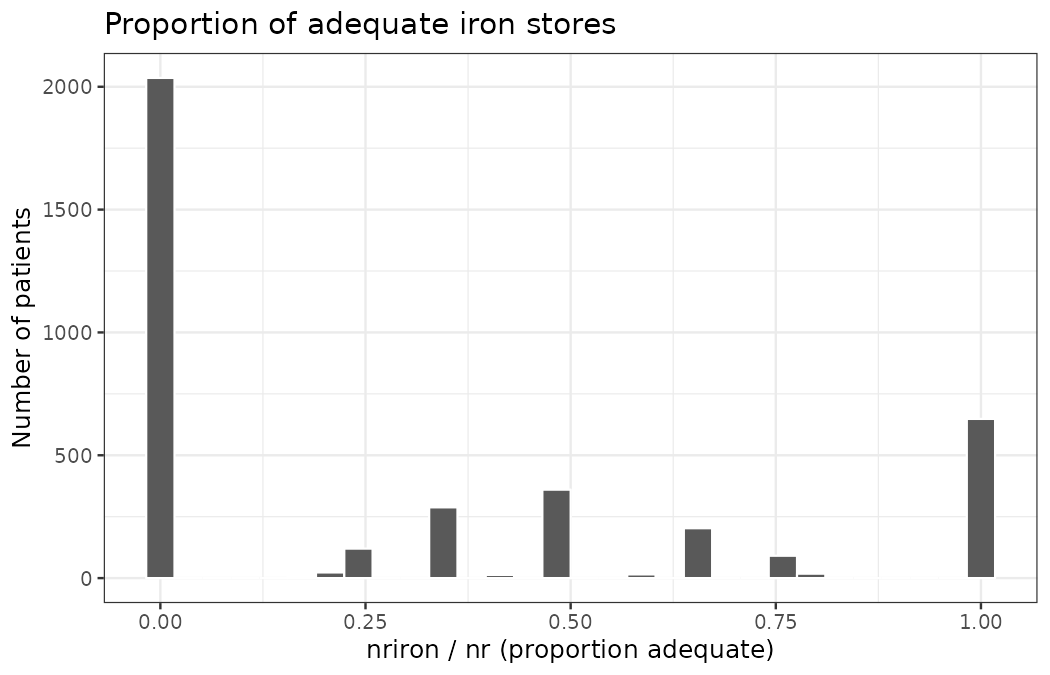 Proportion of adequate iron stores
2000
1500
1000
500
0
Number of patients
0.00 0.25 0.50 0.75 1.00
nriron / nr (proportion adequate)